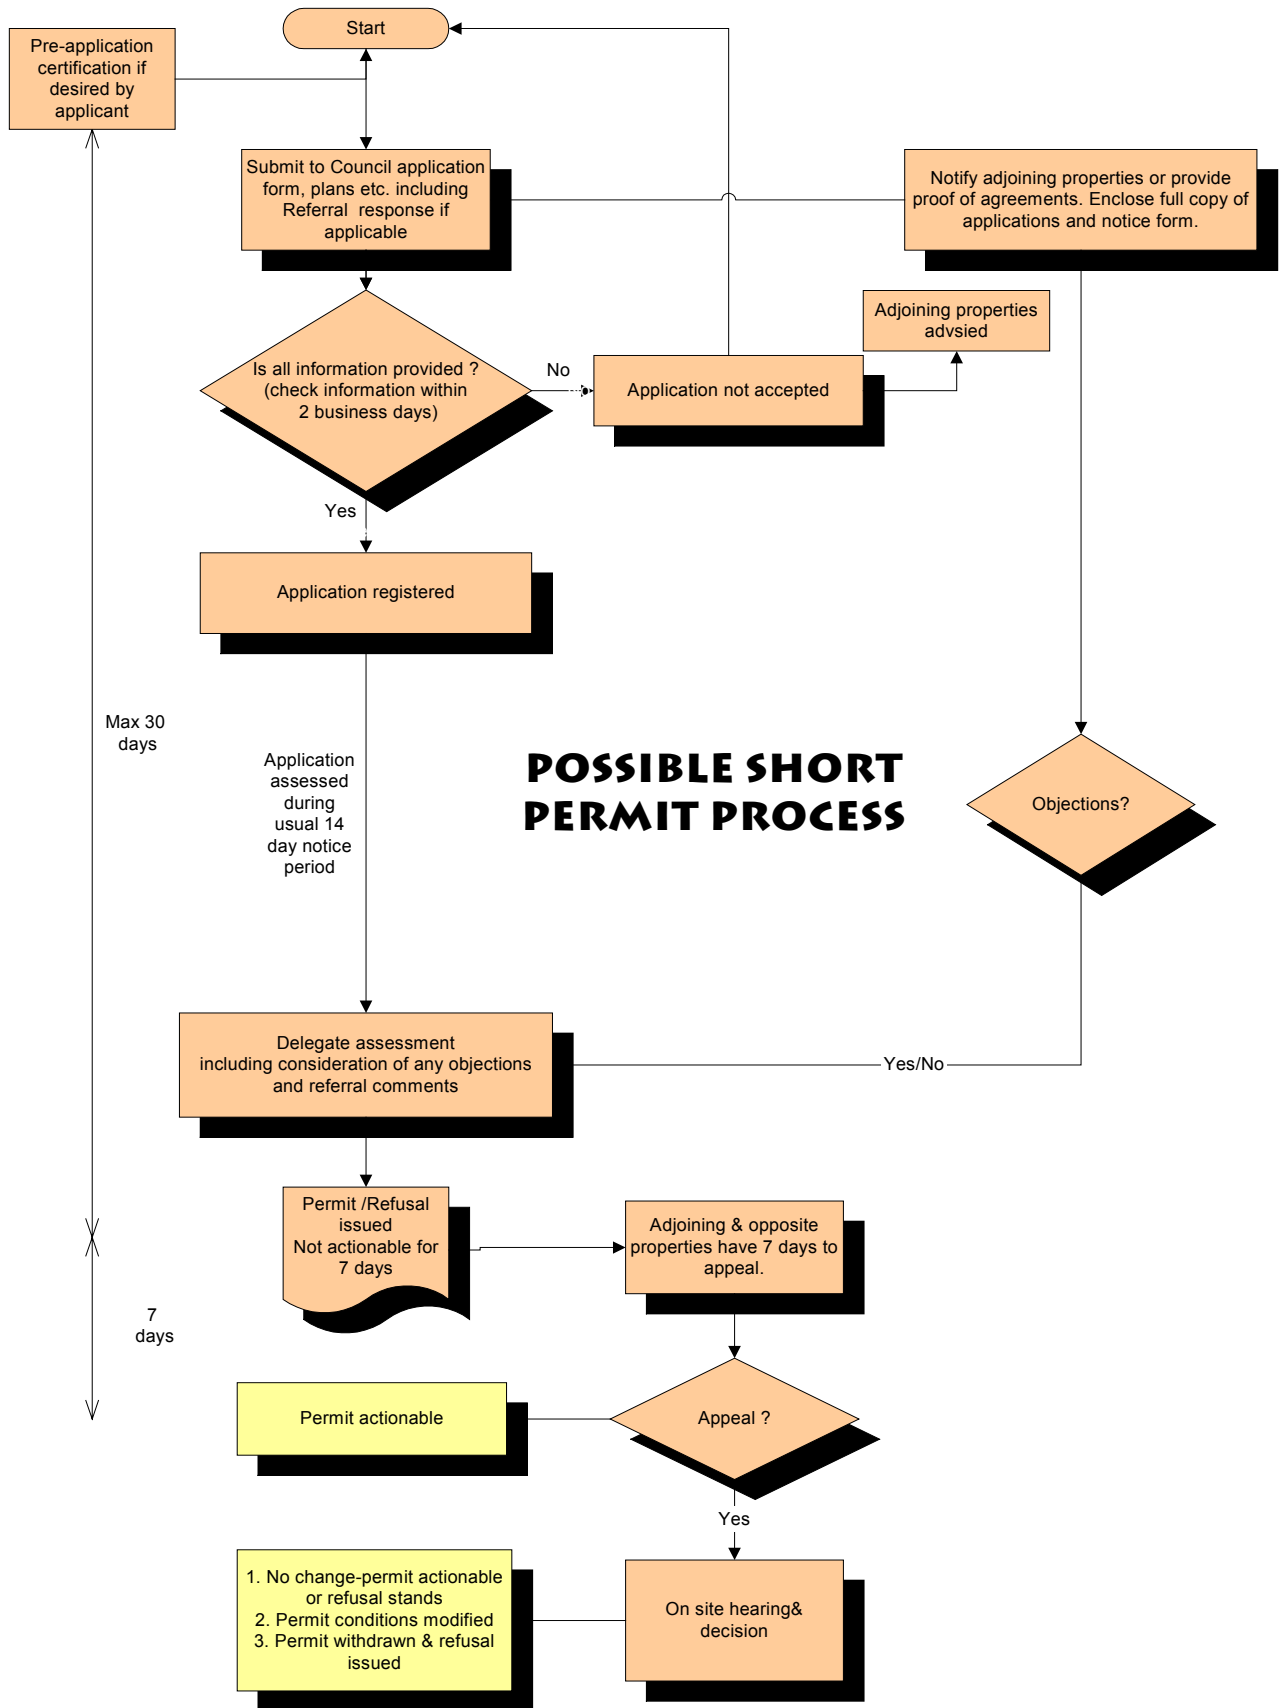 Start
Pre-application
certification if
desired by
applicant
Submit to Council application
form, plans etc. including
Referral response if
applicable
Notify adjoining properties or provide
proof of agreements. Enclose full copy of
applications and notice form.
Adjoining properties
advsied
Is all information provided ?
(check information within
2 business days)
No
Application not accepted
Yes
Application registered
Max 30
days
Application
assessed
during
usual 14
day notice
period
POSSIBLE SHORT
PERMIT PROCESS
Objections?
Delegate assessment
including consideration of any objections
and referral comments
Yes/No
Permit /Refusal
issued
Not actionable for
7 days
Adjoining & opposite
properties have 7 days to
appeal.
7
days
Permit actionable
Appeal ?
Yes
1. No change-permit actionable
or refusal stands
2. Permit conditions modified
3. Permit withdrawn & refusal
issued
On site hearing&
decision